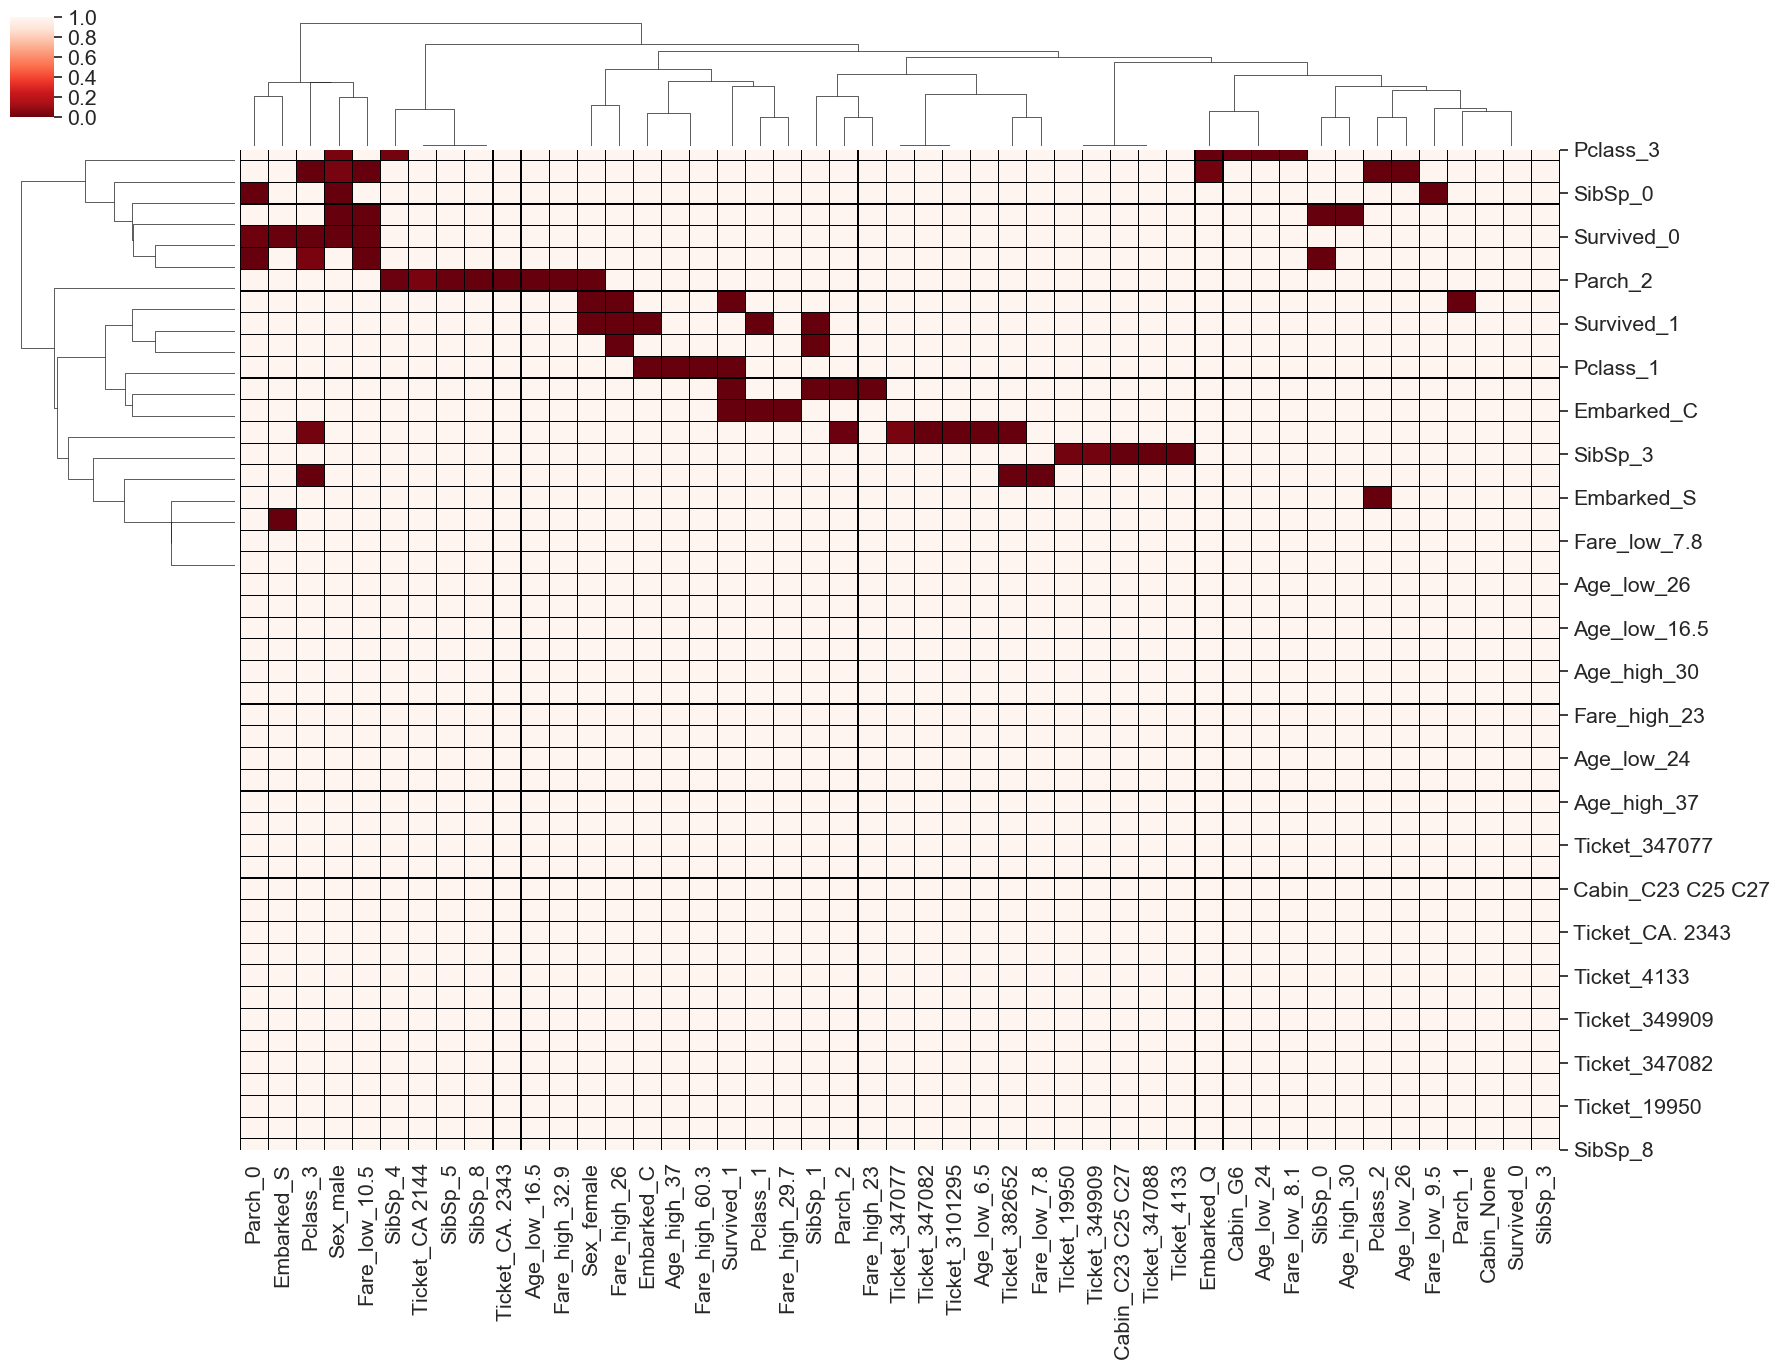 1.0
0.8
0.6
0.4
0.2
0.0
Pclass_3
SibSp_0
Survived_0
Parch_2
Survived_1
Pclass_1
Embarked_C
SibSp_3
Embarked_S
Fare_low_7.8
Age_low_26
Age_low_16.5
Age_high_30
Fare_high_23
Age_low_24
Age_high_37
Ticket_347077
Cabin_C23 C25 C27
Ticket_CA. 2343
Ticket_4133
Ticket_349909
Ticket_347082
Ticket_19950
SibSp_8
Parch_0
Embarked_S
Pclass_3
Sex_male
Fare_low_10.5
SibSp_4
Ticket_CA 2144
SibSp_5
SibSp_8
Ticket_CA. 2343
Age_low_16.5
Fare_high_32.9
Sex_female
Fare_high_26
Embarked_C
Age_high_37
Fare_high_60.3
Survived_1
Pclass_1
Fare_high_29.7
SibSp_1
Parch_2
Fare_high_23
Ticket_347077
Ticket_347082
Ticket_3101295
Age_low_6.5
Ticket_382652
Fare_low_7.8
Ticket_19950
Ticket_349909
Cabin_C23 C25 C27
Ticket_347088
Ticket_4133
Embarked_Q
Cabin_G6
Age_low_24
Fare_low_8.1
SibSp_0
Age_high_30
Pclass_2
Age_low_26
Fare_low_9.5
Parch_1
Cabin_None
Survived_0
SibSp_3